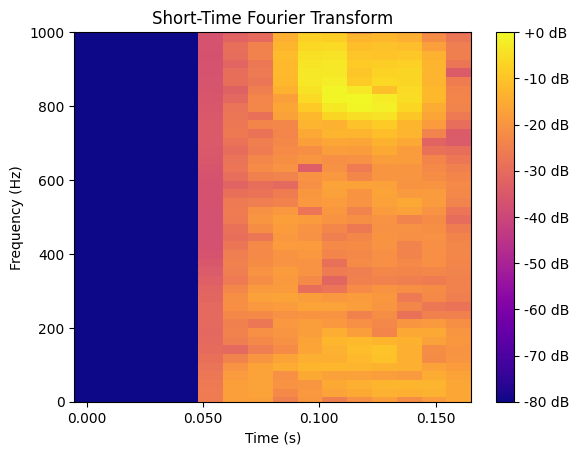 Short-Time Fourier Transform
Frequency (Hz)
1000
800
600
400
200
0
0.000 0.050 0.100 0.150
Time (s)
+0 dB
-10 dB
-20 dB
-30 dB
-40 dB
-50 dB
-60 dB
-70 dB
-80 dB